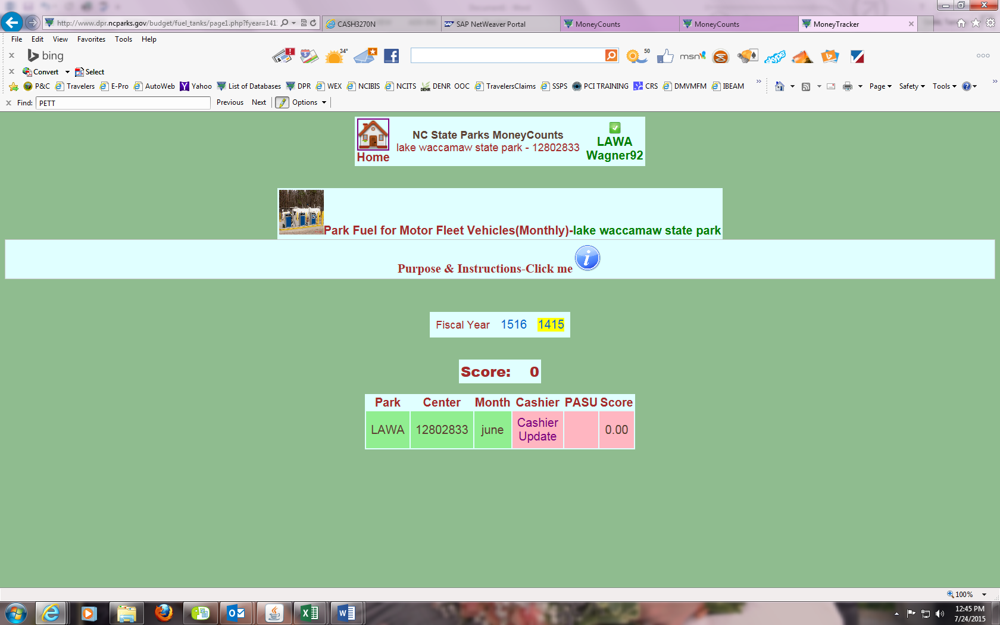 http://www.dpr.ncparks.gov/budget/fuel_tanks/page1.php?fyear=141
CASH3270N
SAP NetWeaver Portal
MoneyCounts
MoneyCounts
MoneyTracker
File Edit View Favorites Tools Help
bing
34°
50
msn
skype
Convert Select
P&C Travelers E-Pro AutoWeb Yahoo List of Databases DPR WEX NCIBIS NCITS DENR OOC TravelersClaims SSPS PCI TRAINING CRS DMVMFM IBEAM Page Safety Tools
Find: PETT Previous Next Options
NC State Parks MoneyCounts
lake waccamaw state park - 12802833
Home
LAWA
Wagner92
Park Fuel for Motor Fleet Vehicles(Monthly)-lake waccamaw state park
Purpose & Instructions-Click me
Fiscal Year 1516 1415
Score: 0
Park Center Month Cashier PASU Score
LAWA 12802833 june Cashier Update 0.00
100%
12:45 PM
7/24/2015